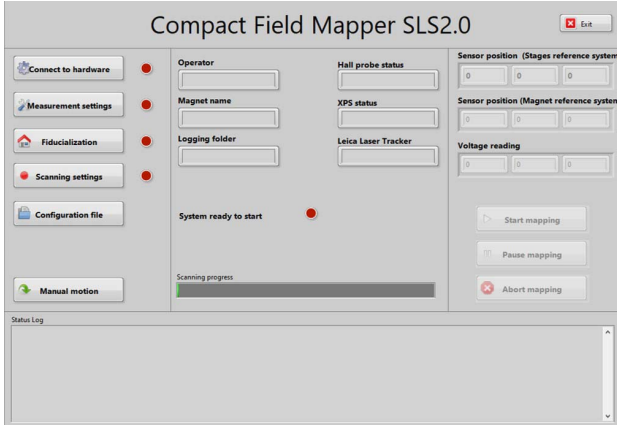 Compact Field Mapper SLS2.0
Exit
Connect to hardware
Measurement settings
Fiducialization
Scanning settings
Configuration file
Manual motion
Operator
Magnet name
Logging folder
Hall probe status
XPS status
Leica Laser Tracker
System ready to start
Scanning progress
Sensor position (Stages reference system
0 0 0
Sensor position (Magnet reference system
0 0 0
Voltage reading
0 0 0
Start mapping
Pause mapping
Abort mapping
Status Log